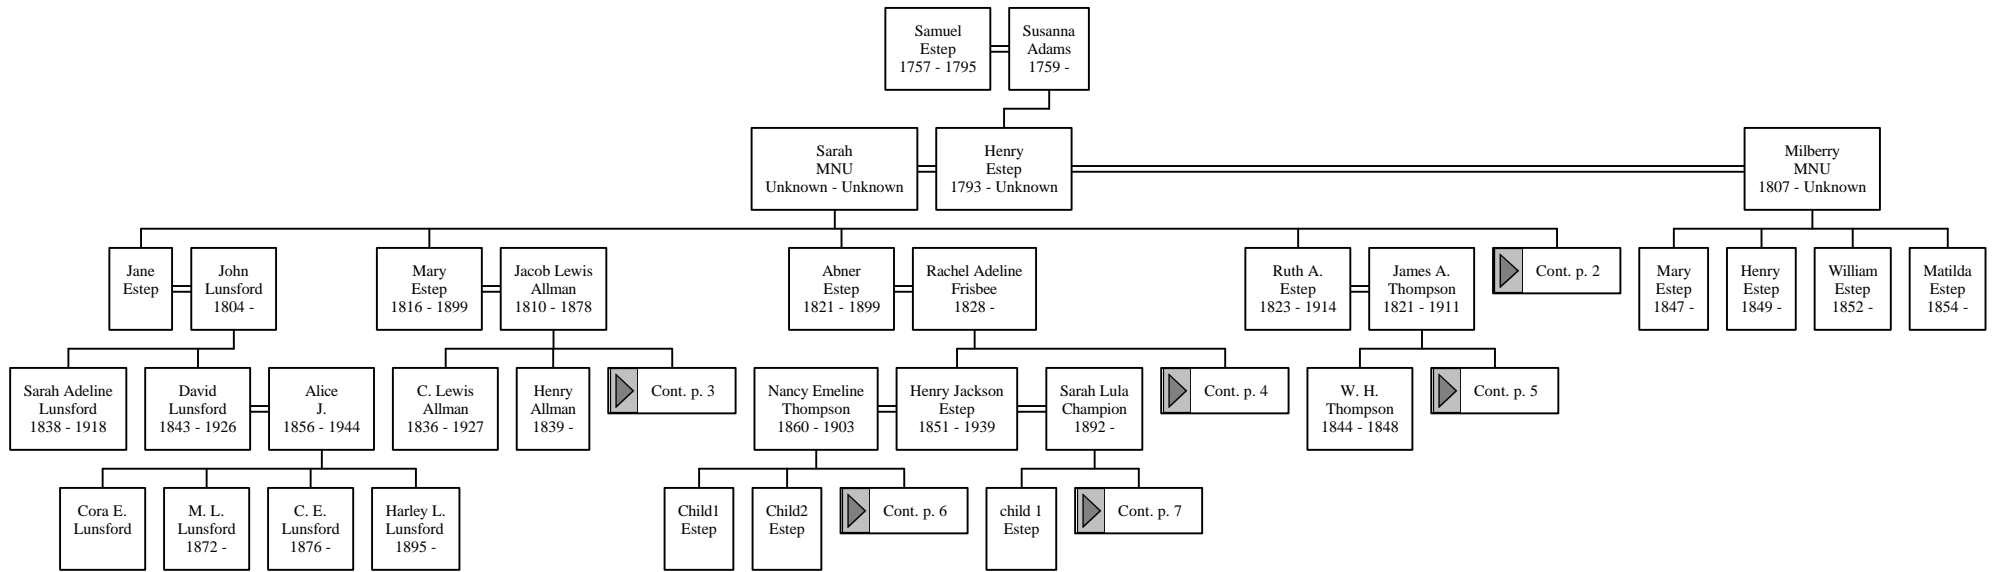 Samuel
Estep
1757 - 1795
Susanna
Adams
1759 -
Sarah
MNU
Unknown - Unknown
Henry
Estep
1793 - Unknown
Milberry
MNU
1807 - Unknown
Jane
Estep
John
Lunsford
1804 -
Mary
Estep
1816 - 1899
Jacob Lewis
Allman
1810 - 1878
Abner
Estep
1821 - 1899
Rachel Adeline
Frisbee
1828 -
Ruth A.
Estep
1823 - 1914
James A.
Thompson
1821 - 1911
Cont. p. 2
Mary
Estep
1847 -
Henry
Estep
1849 -
William
Estep
1852 -
Matilda
Estep
1854 -
Sarah Adeline
Lunsford
1838 - 1918
David
Lunsford
1843 - 1926
Alice
J.
1856 - 1944
C. Lewis
Allman
1836 - 1927
Henry
Allman
1839 -
Cont. p. 3
Nancy Emeline
Thompson
1860 - 1903
Henry Jackson
Estep
1851 - 1939
Sarah Lula
Champion
1892 -
Cont. p. 4
W. H.
Thompson
1844 - 1848
Cont. p. 5
Cora E.
Lunsford
M. L.
Lunsford
1872 -
C. E.
Lunsford
1876 -
Harley L.
Lunsford
1895 -
Child1
Estep
Child2
Estep
Cont. p. 6
child 1
Estep
Cont. p. 7